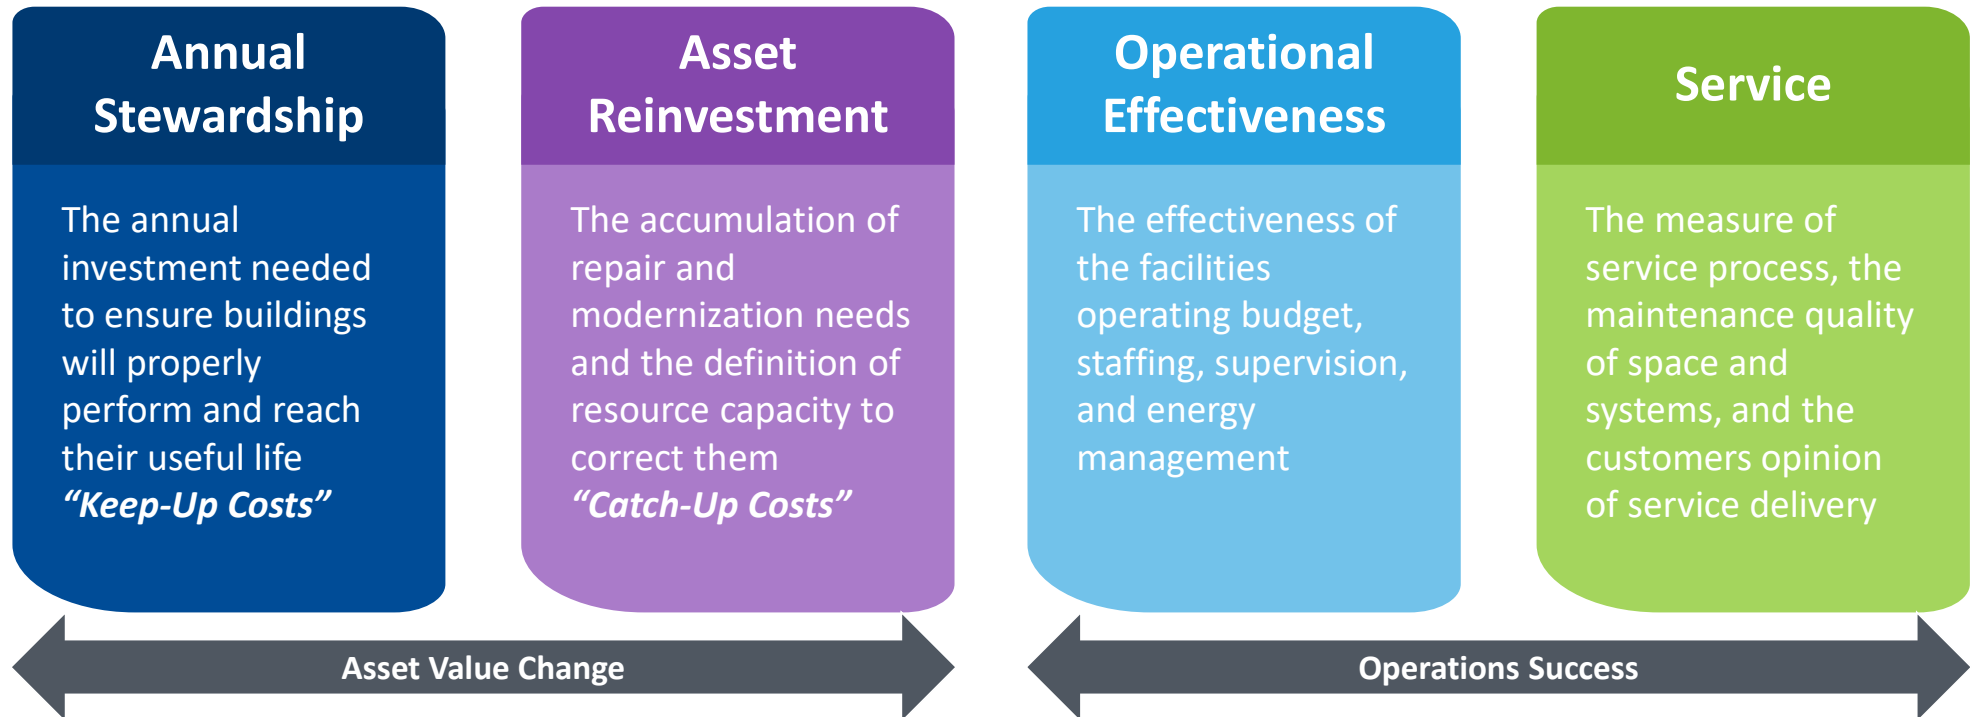 Annual
Stewardship
The annual
investment needed
to ensure buildings
will properly
perform and reach
their useful life
“Keep-Up Costs”
Asset
Reinvestment
The accumulation of
repair and
modernization needs
and the definition of
resource capacity to
correct them
“Catch-Up Costs”
Operational
Effectiveness
The effectiveness of
the facilities
operating budget,
staffing, supervision,
and energy
management
Service
The measure of
service process, the
maintenance quality
of space and
systems, and the
customers opinion
of service delivery
Asset Value Change
Operations Success